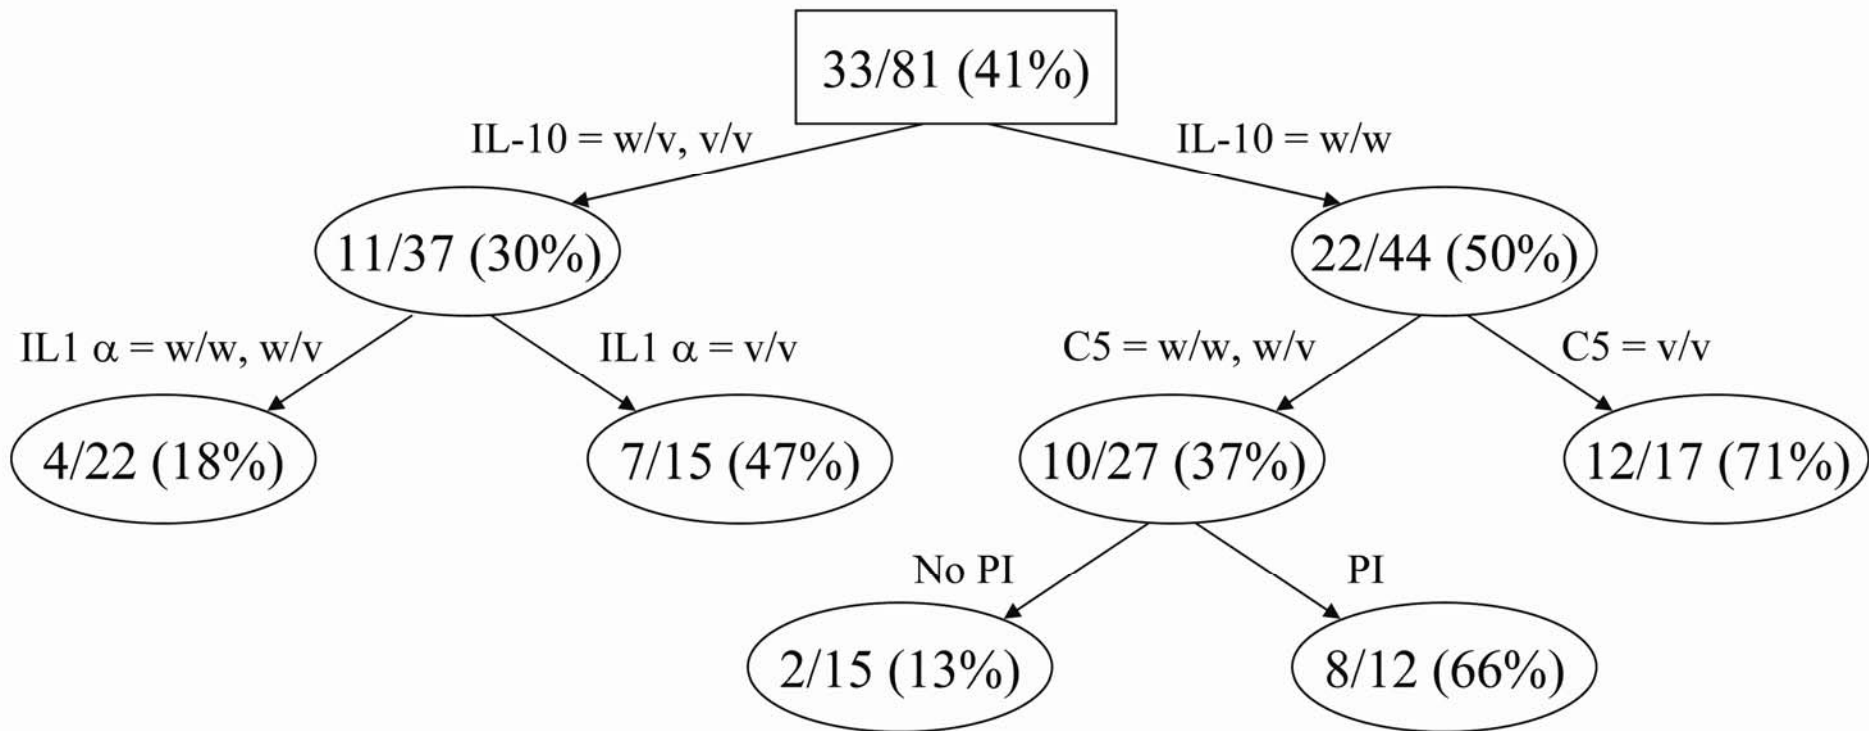 33/81 (41%)
IL-10 = w/v, v/v
IL-10 = w/w
11/37 (30%)
22/44 (50%)
IL1 α = w/w, w/v
IL1 α = v/v
C5 = w/w, w/v
C5 = v/v
4/22 (18%)
7/15 (47%)
10/27 (37%)
12/17 (71%)
No PI
PI
2/15 (13%)
8/12 (66%)